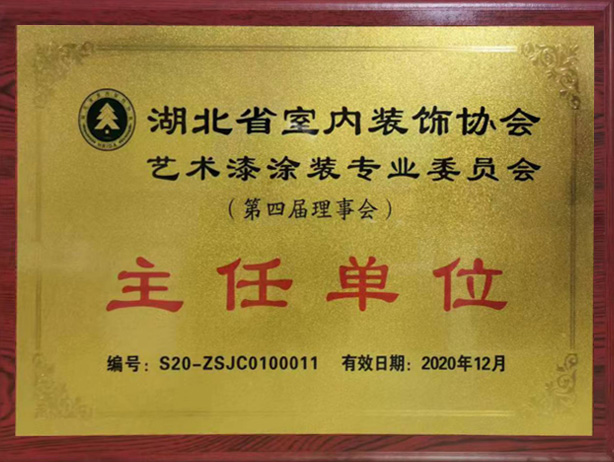 湖北省室内装饰协会
艺术漆涂装专业委员会
（第四届理事会）
主任单位
编号：S20-ZSJC0100011 有效日期：2020年12月